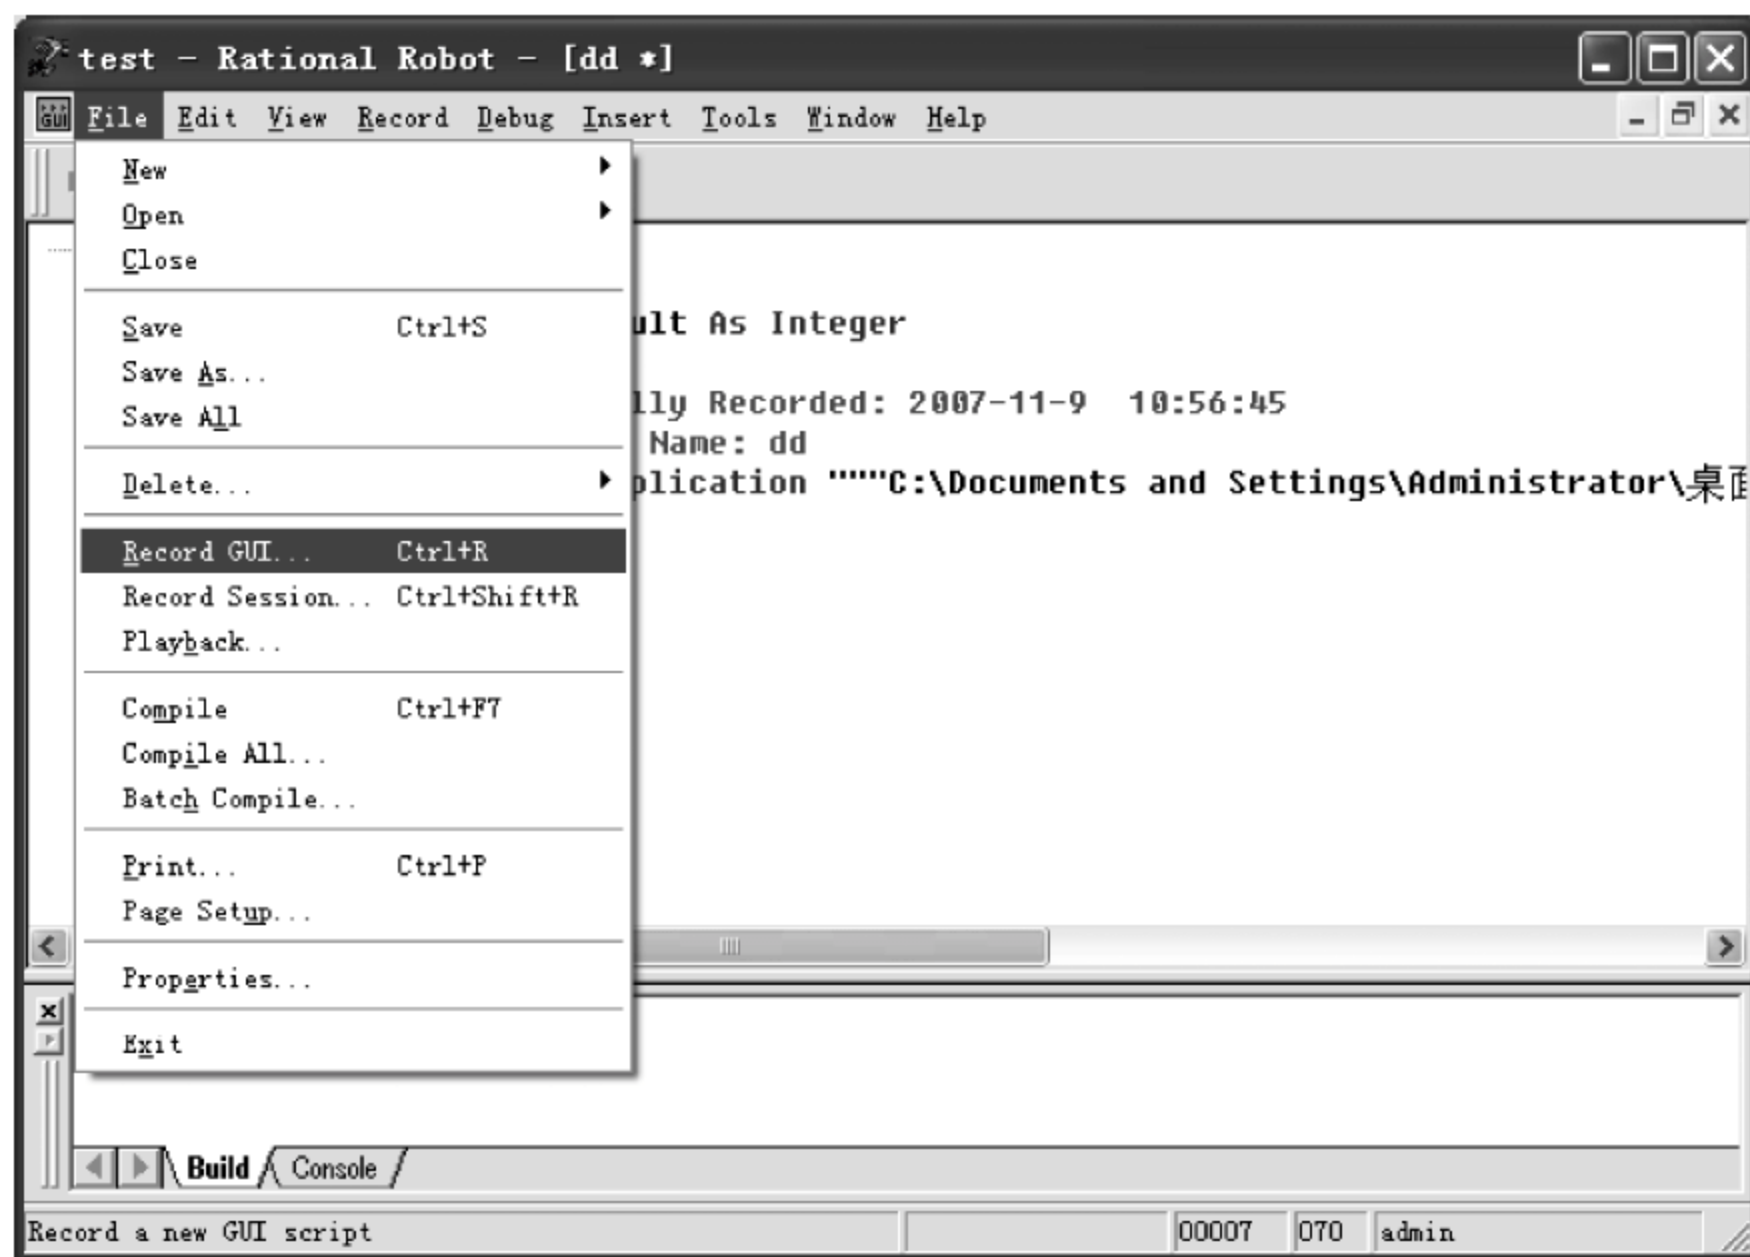 test - Rational Robot - [dd *]
GUI File Edit View Record Debug Insert Tools Window Help
New
Open
Close
Save Ctrl+S
Save As...
Save All
Delete...
Record GUI... Ctrl+R
Record Session... Ctrl+Shift+R
Playback...
Compile Ctrl+F7
Compile All...
Batch Compile...
Print... Ctrl+P
Page Setup...
Properties...
Exit
ult As Integer
lly Recorded: 2007-11-9 10:56:45
Name: dd
plication """"C:\Documents and Settings\Administrator\桌面
Build Console
Record a new GUI script 00007 070 admin